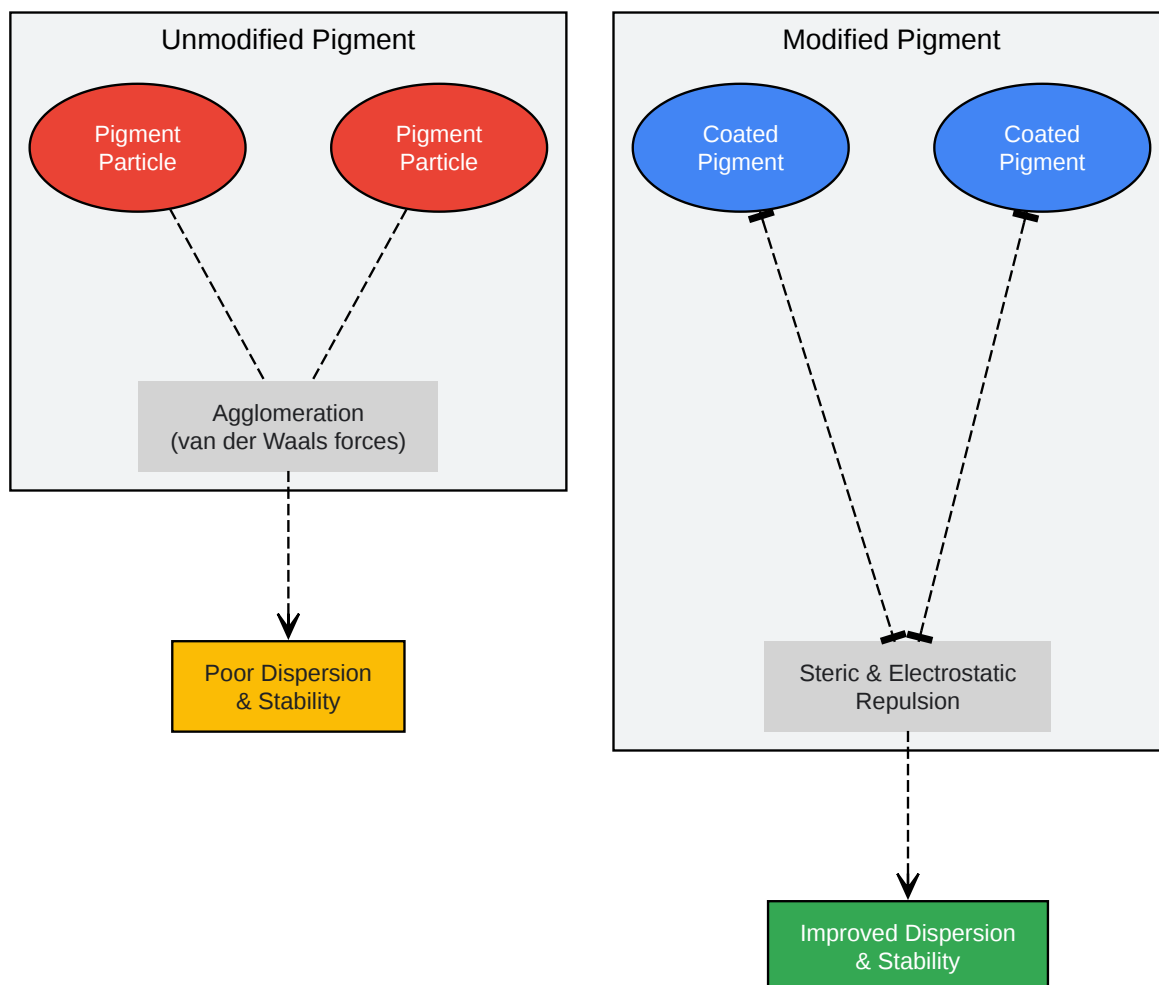 Unmodified Pigment
Pigment
Particle
Pigment
Particle
Agglomeration
(van der Waals forces)
Poor Dispersion
& Stability
Modified Pigment
Coated
Pigment
Coated
Pigment
Steric & Electrostatic
Repulsion
Improved Dispersion
& Stability